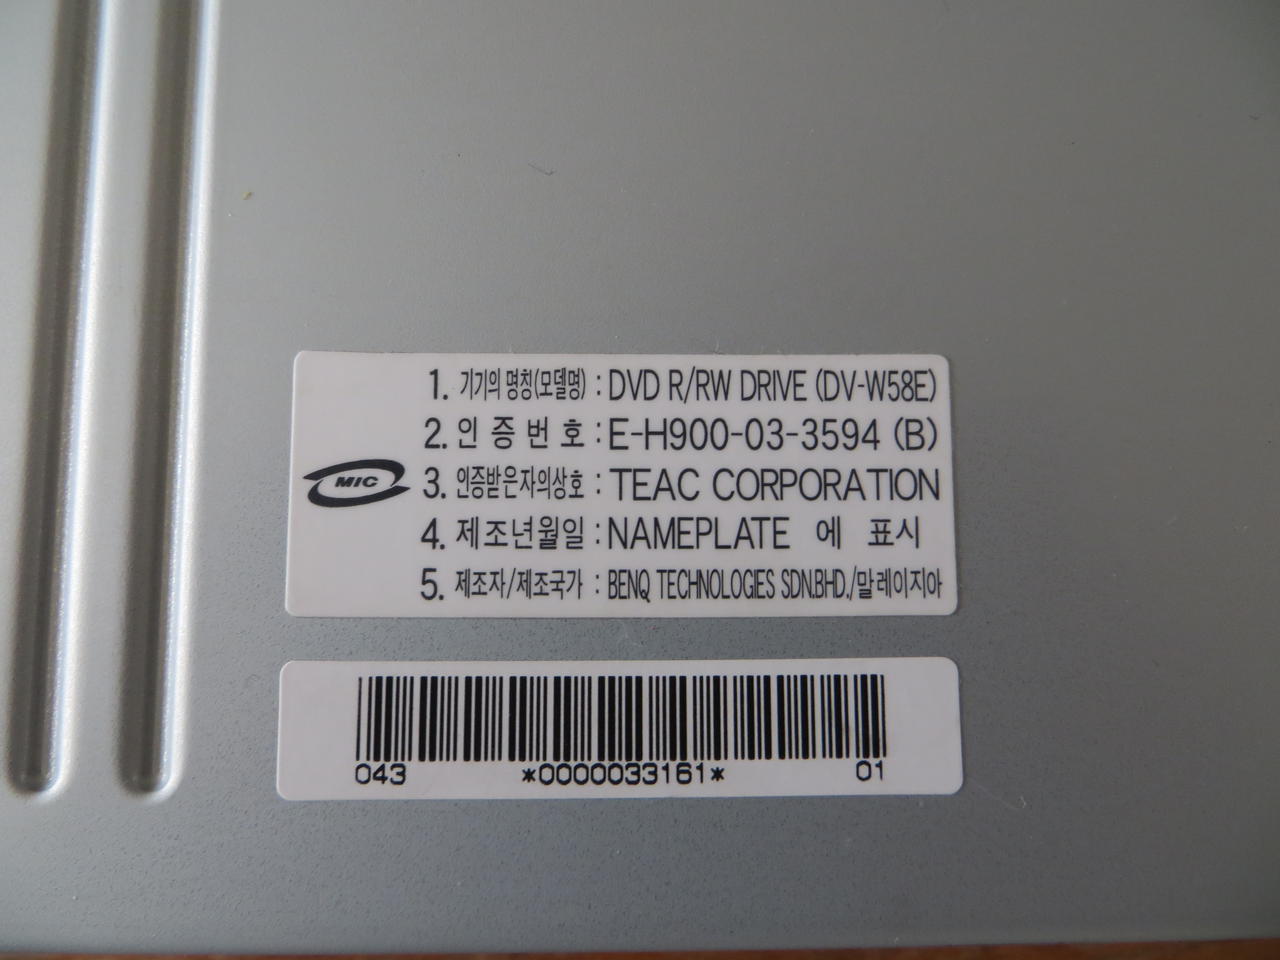 1. 기기의 명칭(모델명) : DVD R/RW DRIVE (DV-W58E)
2. 인 증 번 호 : E-H900-03-3594 (B)
MIC
3. 인증받은자의상호 : TEAC CORPORATION
4. 제조년월일 : NAMEPLATE 에 표시
5. 제조자/제조국가 : BENQ TECHNOLOGIES SDN.BHD./말레이지아
043 *0000033161* 01